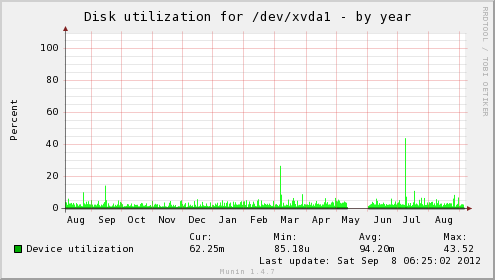 Disk utilization for /dev/xvda1 - by year
RRDTOOL / TOBI OETIKER
Percent
100
80
60
40
20
0
Aug Sep Oct Nov Dec Jan Feb Mar Apr May Jun Jul Aug
Cur: Min: Avg: Max:
Device utilization 62.25m 85.18u 94.20m 43.52
Last update: Sat Sep 8 06:25:02 2012
Munin 1.4.7